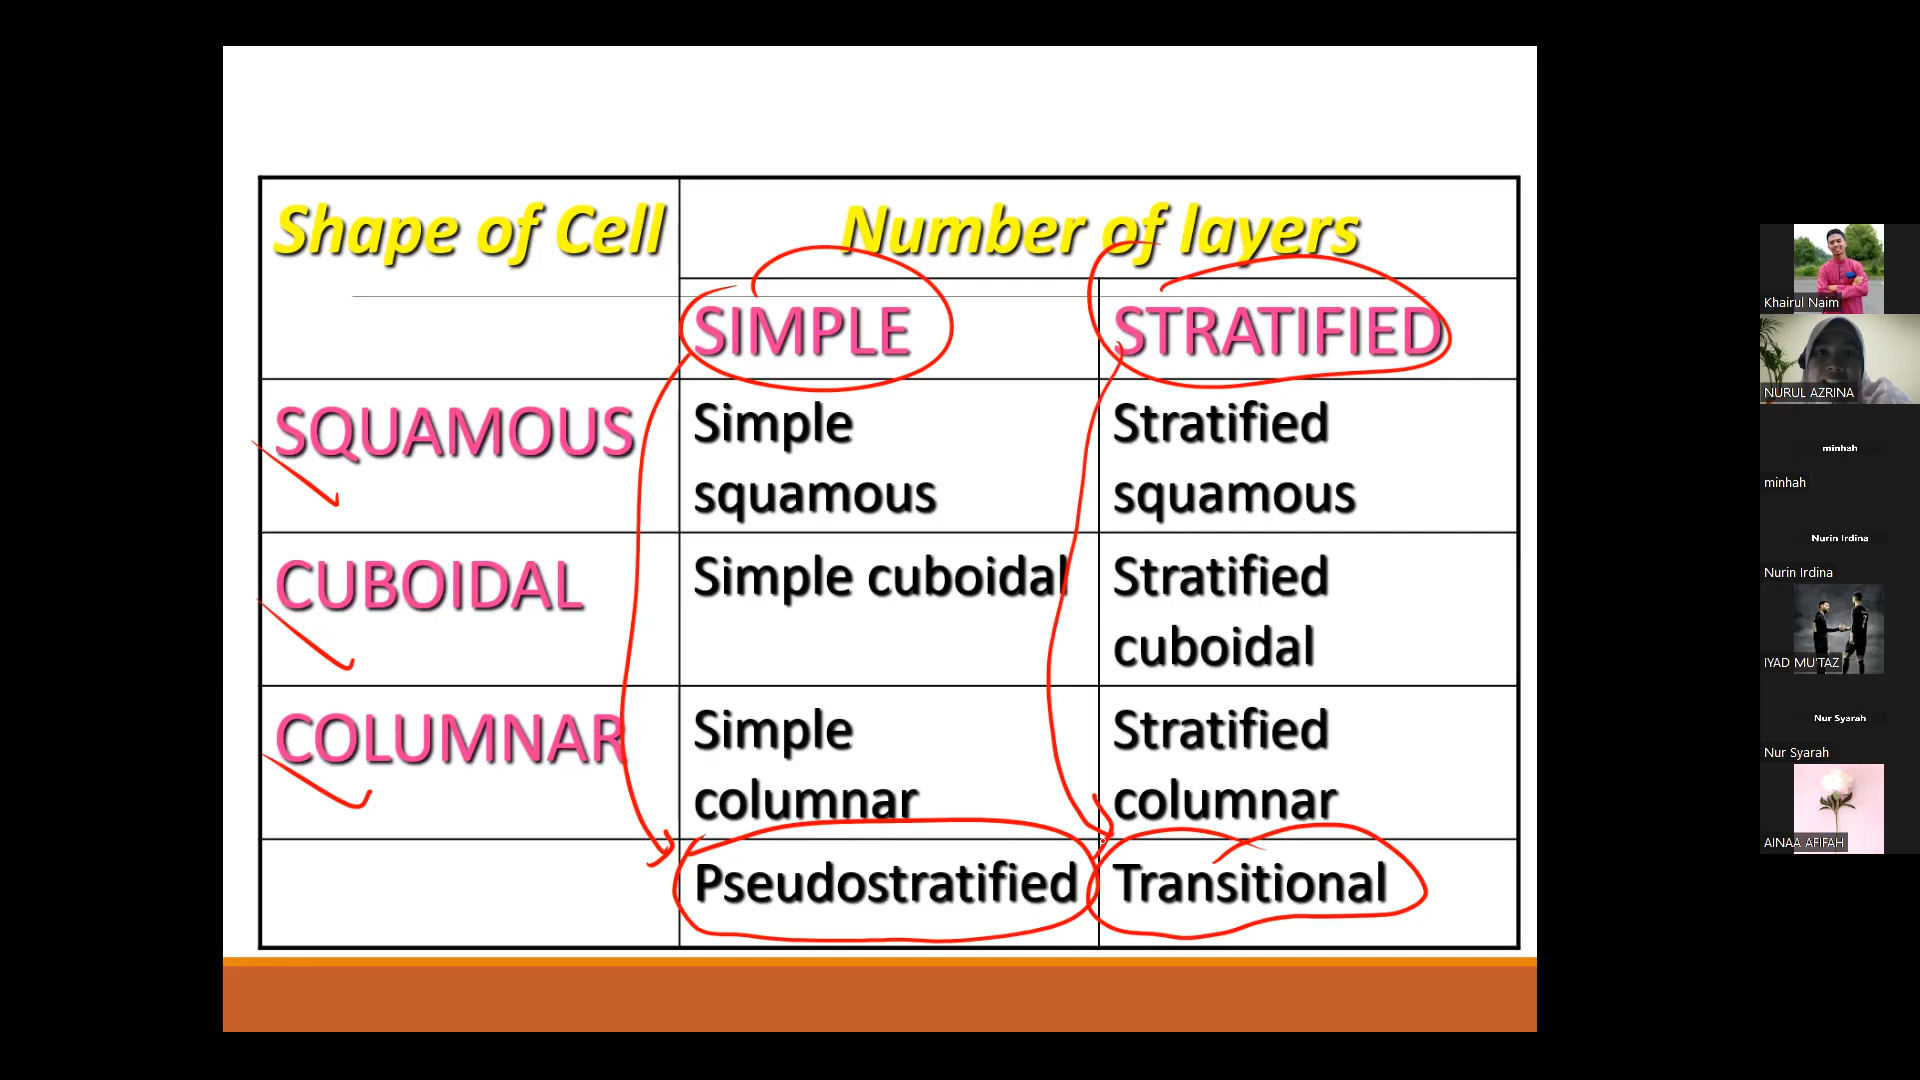 Shape of Cell
Number of layers
SIMPLE
STRATIFIED
SQUAMOUS
Simple
squamous
Stratified
squamous
CUBOIDAL
Simple cuboidal
Stratified
cuboidal
COLUMNAR
Simple
columnar
Stratified
columnar
Pseudostratified
Transitional
Khairul Naim
NURUL AZRINA
minhah
minhah
Nurin Irdina
Nurin Irdina
IYAD MU'TAZ
Nur Syarah
Nur Syarah
AINAA AFIFAH